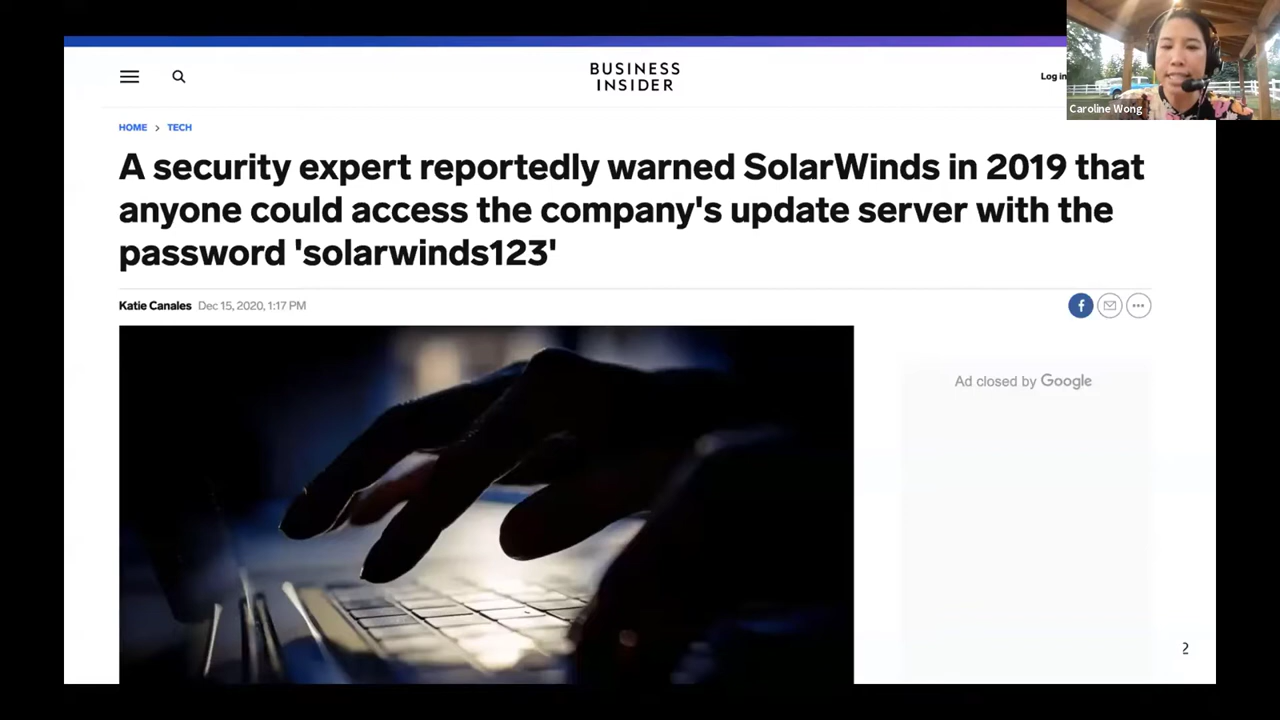 BUSINESS
INSIDER
Log in
Caroline Wong
HOME > TECH
A security expert reportedly warned SolarWinds in 2019 that
anyone could access the company's update server with the
password 'solarwinds123'
Katie Canales Dec 15, 2020, 1:17 PM
Ad closed by Google
2